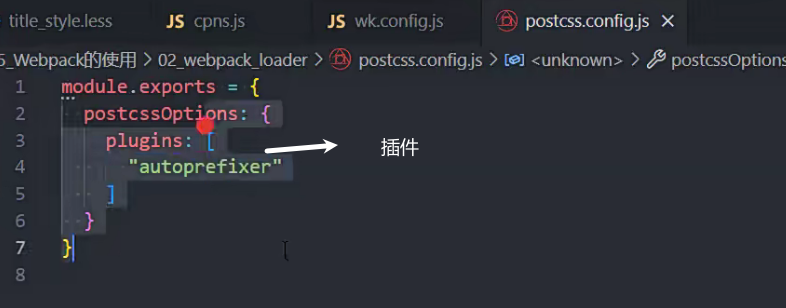 title_style.less JS cpns.js JS wk.config.js postcss.config.js ×
5_Webpack的使用 > 02_webpack_loader > postcss.config.js > <unknown> > postcssOptions
1 module.exports = {
2 postcssOptions: {
3 plugins: [
插件
4 "autoprefixer"
5 ]
6 }
7 }
8